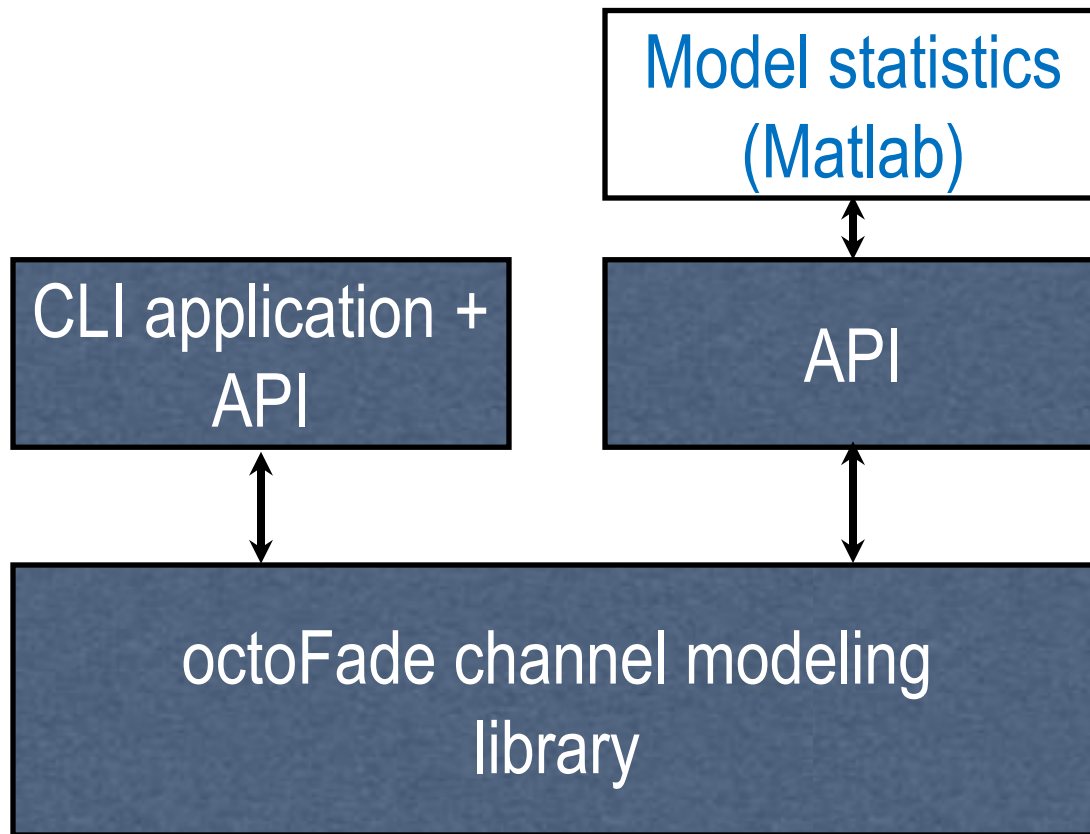 Model statistics
(Matlab)
CLI application +
API
API
octoFade channel modeling
library